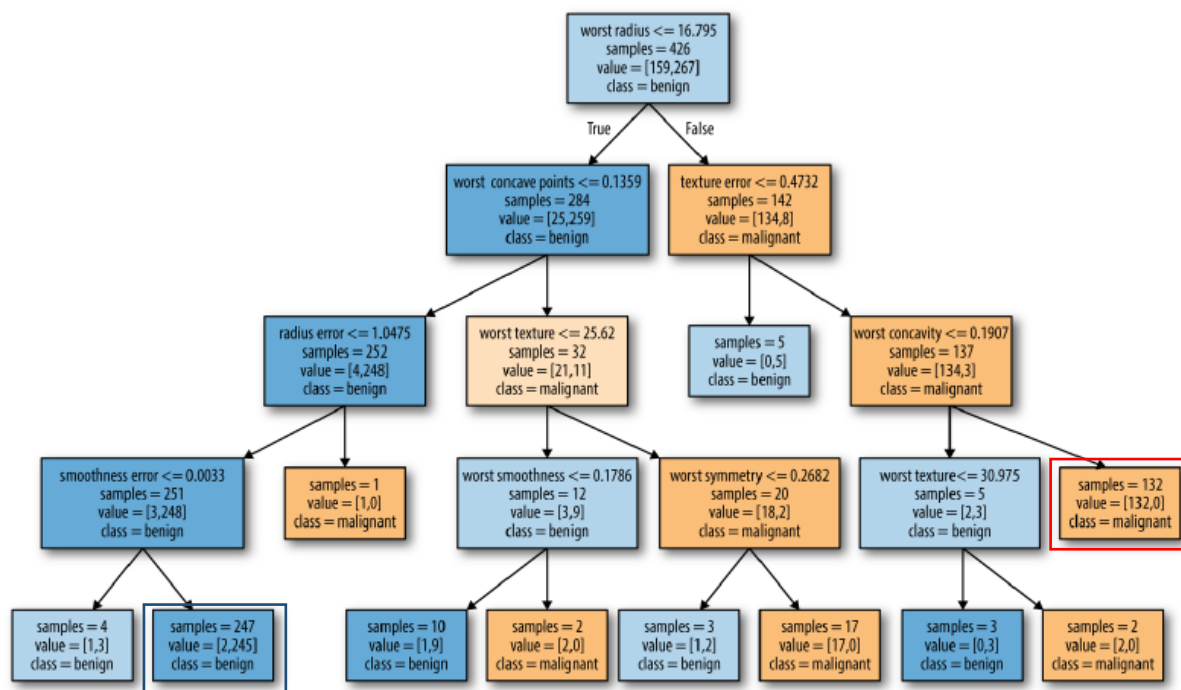 worst radius <= 16.795
samples = 426
value = [159,267]
class = benign
True
False
worst concave points <= 0.1359
samples = 284
value = [25,259]
class = benign
texture error <= 0.4732
samples = 142
value = [134,8]
class = malignant
radius error <= 1.0475
samples = 252
value = [4,248]
class = benign
worst texture <= 25.62
samples = 32
value = [21,11]
class = malignant
samples = 5
value = [0,5]
class = benign
worst concavity <= 0.1907
samples = 137
value = [134,3]
class = malignant
smoothness error <= 0.0033
samples = 251
value = [3,248]
class = benign
samples = 1
value = [1,0]
class = malignant
worst smoothness <= 0.1786
samples = 12
value = [3,9]
class = benign
worst symmetry <= 0.2682
samples = 20
value = [18,2]
class = malignant
worst texture<= 30.975
samples = 5
value = [2,3]
class = benign
samples = 132
value = [132,0]
class = malignant
samples = 4
value = [1,3]
class = benign
samples = 247
value = [2,245]
class = benign
samples = 10
value = [1,9]
class = benign
samples = 2
value = [2,0]
class = malignant
samples = 3
value = [1,2]
class = benign
samples = 17
value = [17,0]
class = malignant
samples = 3
value = [0,3]
class = benign
samples = 2
value = [2,0]
class = malignant